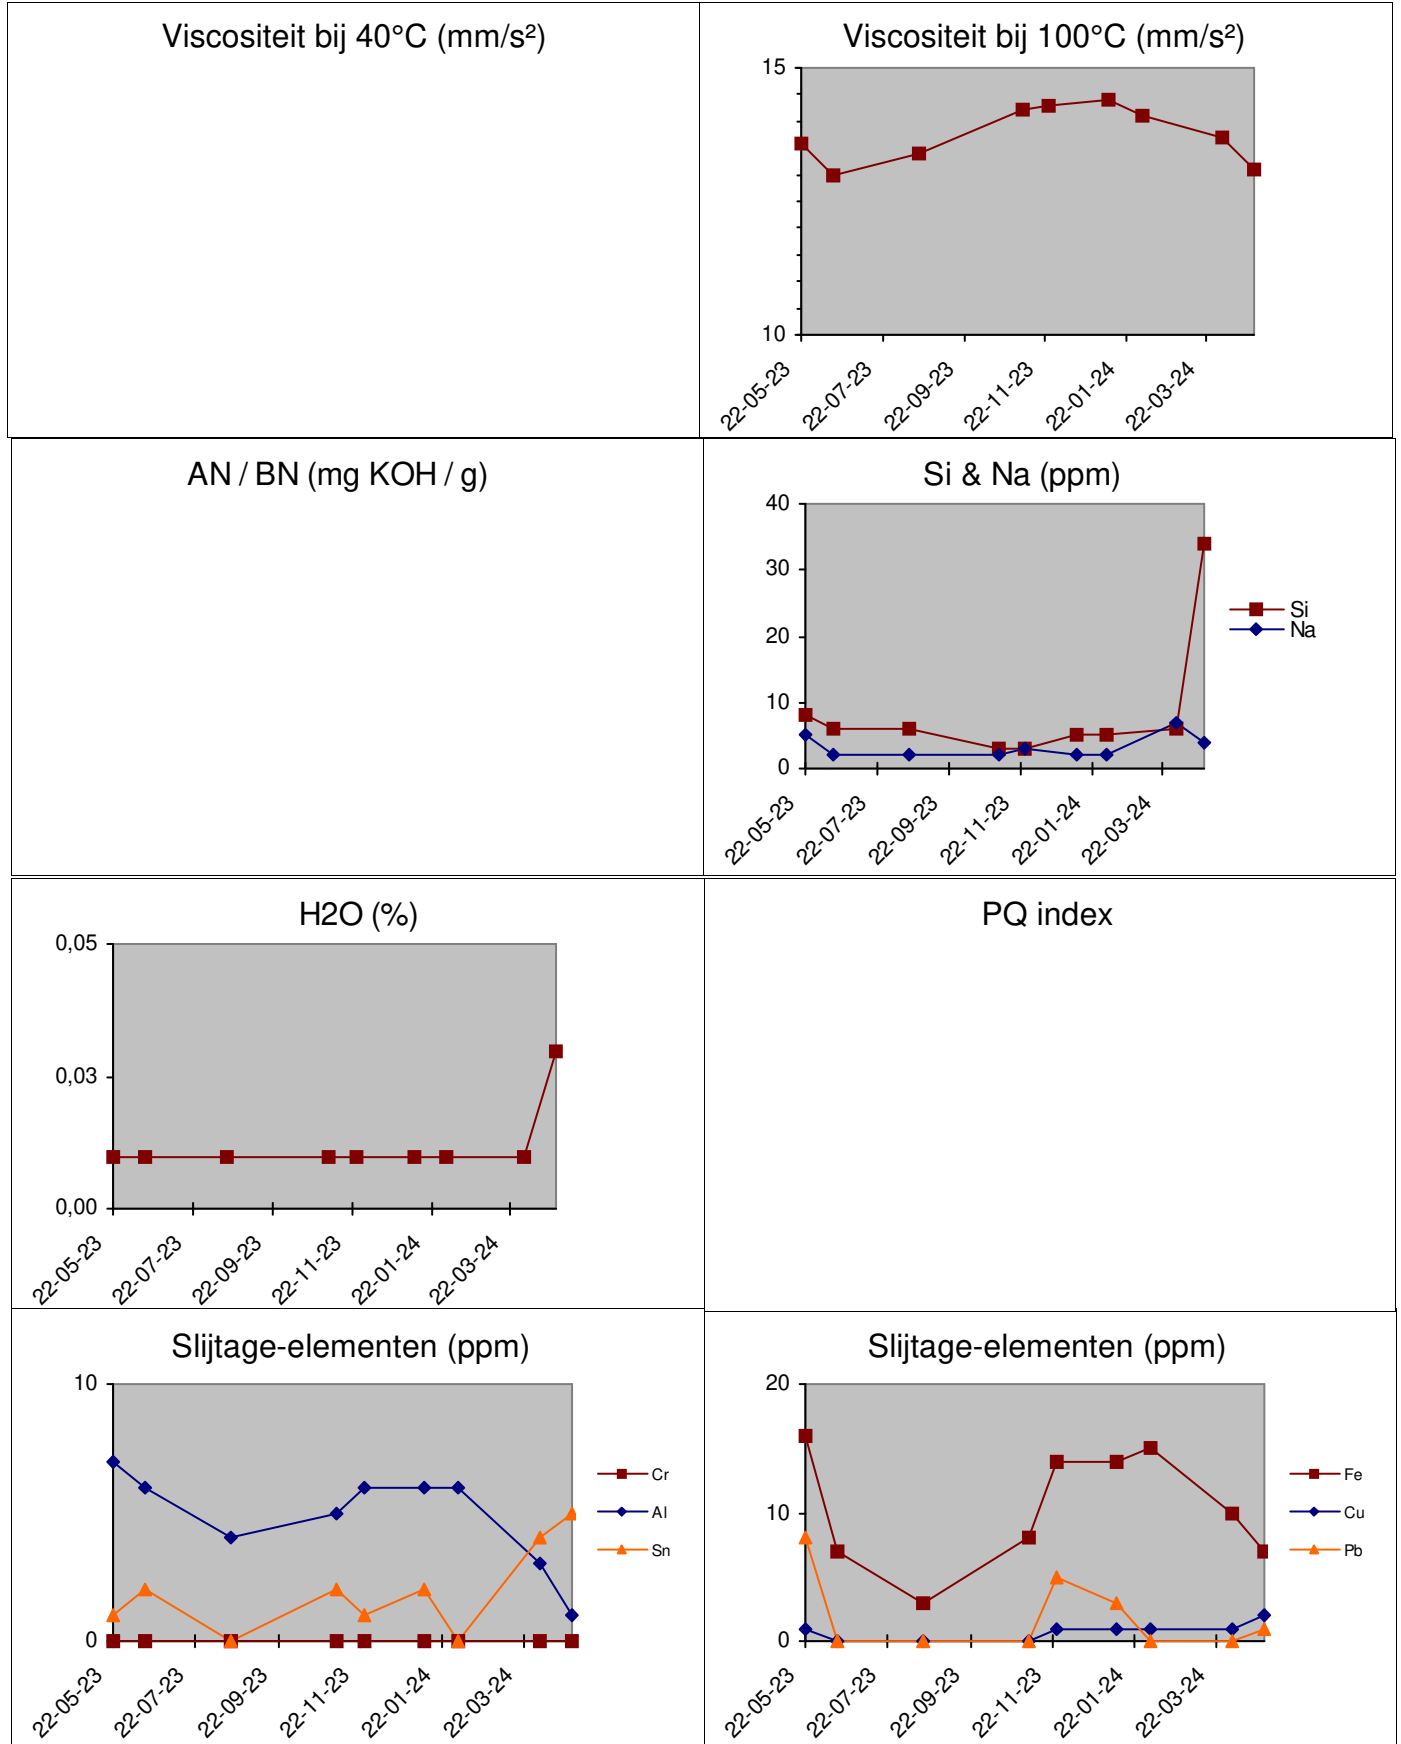 Viscositeit bij 40°C (mm/s²)
Viscositeit bij 100°C (mm/s²)
15
10
22-05-23
22-07-23
22-09-23
22-11-23
22-01-24
22-03-24
AN / BN (mg KOH / g)
Si & Na (ppm)
40
30
20
10
0
22-05-23
22-07-23
22-09-23
22-11-23
22-01-24
22-03-24
Si
Na
H2O (%)
0,05
0,03
0,00
22-05-23
22-07-23
22-09-23
22-11-23
22-01-24
22-03-24
PQ index
Slijtage-elementen (ppm)
10
0
22-05-23
22-07-23
22-09-23
22-11-23
22-01-24
22-03-24
Cr
Al
Sn
Slijtage-elementen (ppm)
20
10
0
22-05-23
22-07-23
22-09-23
22-11-23
22-01-24
22-03-24
Fe
Cu
Pb